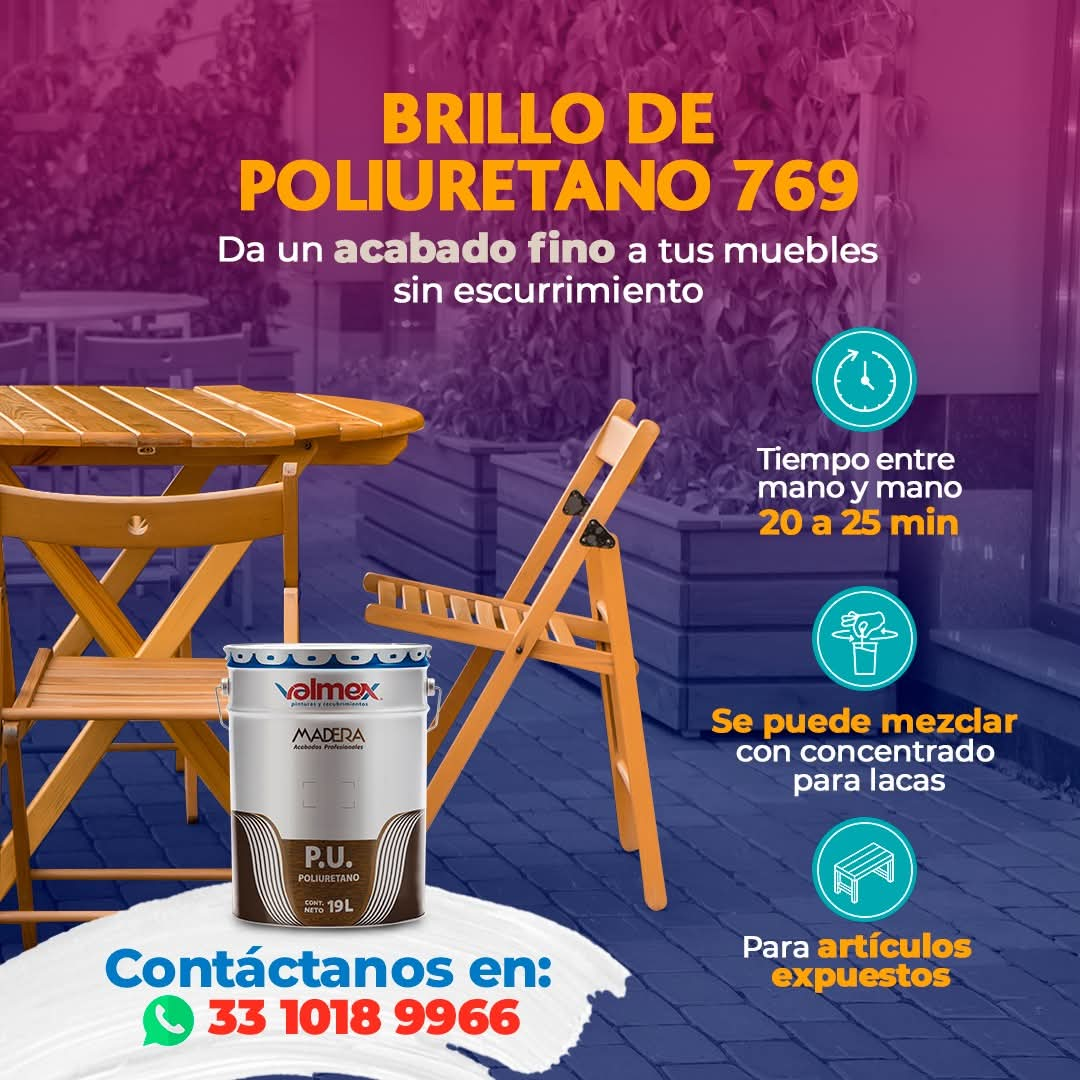 BRILLO DE
POLIURETANO 769
Da un acabado fino a tus muebles
sin escurrimiento
Tiempo entre
mano y mano
20 a 25 min
Se puede mezclar
con concentrado
para lacas
Para artículos
expuestos
valmex
pinturas y recubrimientos
MADERA
Acabados Profesionales
P.U.
POLIURETANO
CONT.
NETO 19L
Contáctanos en:
33 1018 9966